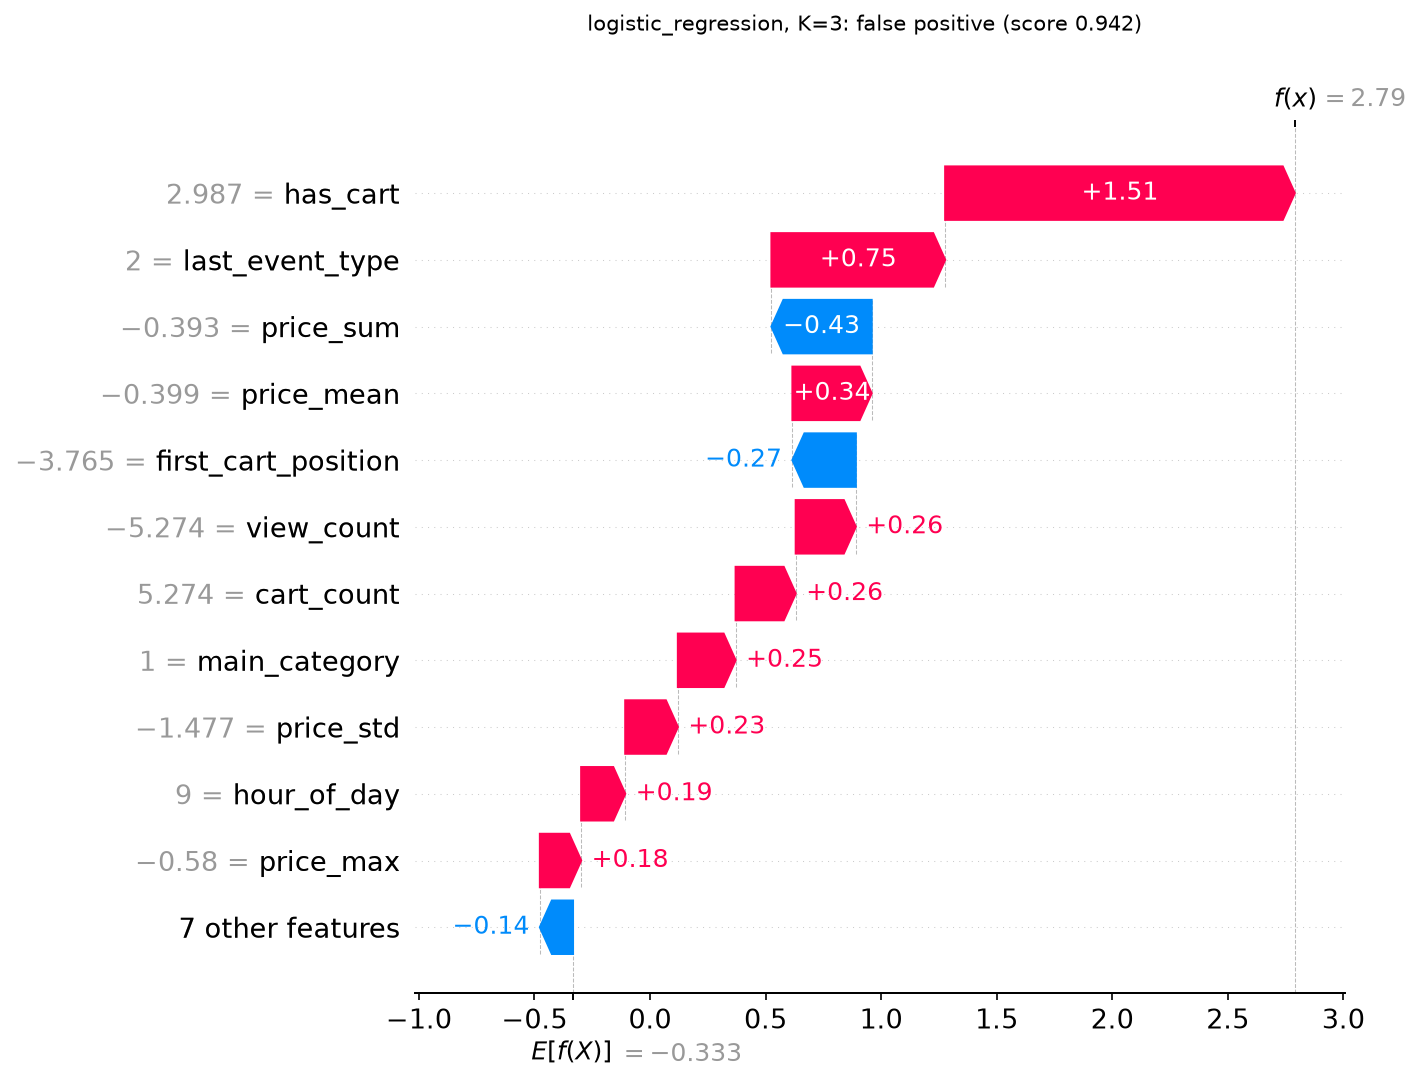 logistic_regression, K=3: false positive (score 0.942)
f(x) = 2.79
2.987 = has_cart +1.51
2 = last_event_type +0.75
−0.393 = price_sum −0.43
−0.399 = price_mean +0.34
−3.765 = first_cart_position −0.27
−5.274 = view_count +0.26
5.274 = cart_count +0.26
1 = main_category +0.25
−1.477 = price_std +0.23
9 = hour_of_day +0.19
−0.58 = price_max +0.18
7 other features −0.14
−1.0 −0.5 0.0 0.5 1.0 1.5 2.0 2.5 3.0
E[f(X)] = −0.333